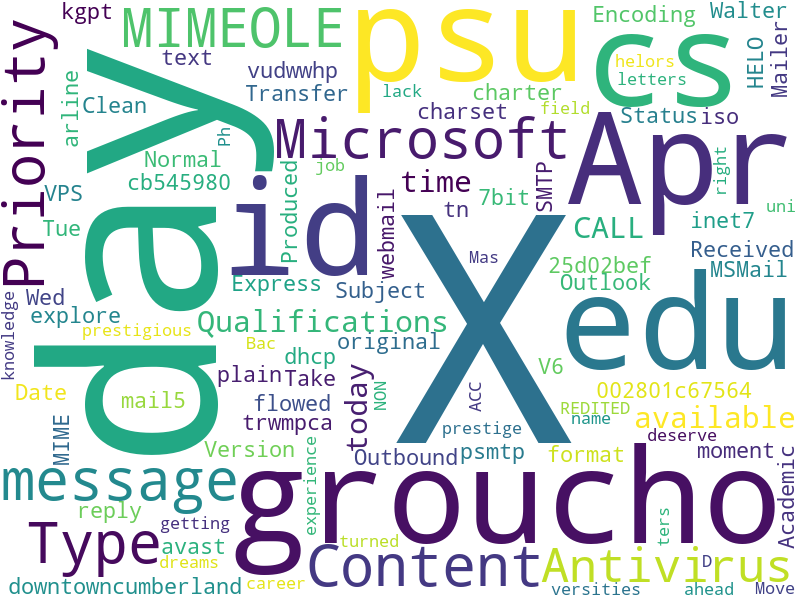 kgpt
MIMEOLE
psu
cs
Encoding
Walter
text
vudwwhp
helors
letters
HELO
Mailer
Priority
arline
Clean
day
Transfer
lack
charter
field
charset
Status
iso
Ph
Microsoft
Apr
Normal
cb545980
id
Produced
job
time
7bit
SMTP
right
VPS
tn
uni
Tue
webmail
CALL
inet7
Mas
X
Received
25d02bef
MSMail
Wed
Express
Subject
Outlook
edu
knowledge
explore
prestigious
Qualifications
original
Bac
dhcp
V6
Date
mail5
plain
Take
today
NON
ACC
002801c67564
flowed
REDITED
available
MIME
trwmpca
name
prestige
deserve
Version
experience
Outbound
psmtp
format
moment
Academic
message
groucho
reply
ters
Type
getting
turned
avast
dreams
Content
Antivirus
D
downtowncumberland
career
versities
ahead
Move